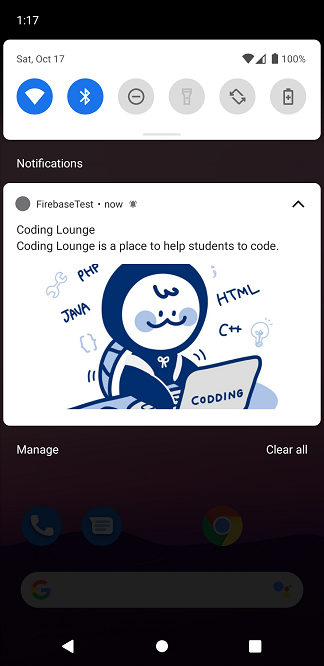 1:17
Sat, Oct 17
100%
Notifications
FirebaseTest • now
Coding Lounge
Coding Lounge is a place to help students to code.
PHP
JAVA
HTML
C++
{}
;
CODDING
Manage
Clear all
G